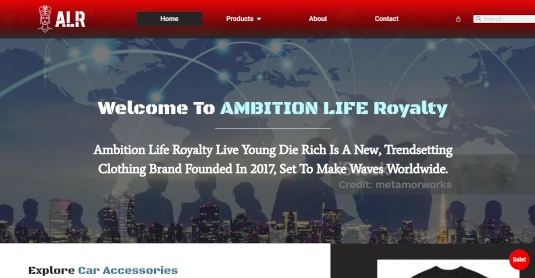 ALR
Home Products About Contact Search
Welcome To AMBITION LIFE Royalty
Ambition Life Royalty Live Young Die Rich Is A New, Trendsetting
Clothing Brand Founded In 2017, Set To Make Waves Worldwide.
Credit: metamorworks
Explore Car Accessories
Sale!